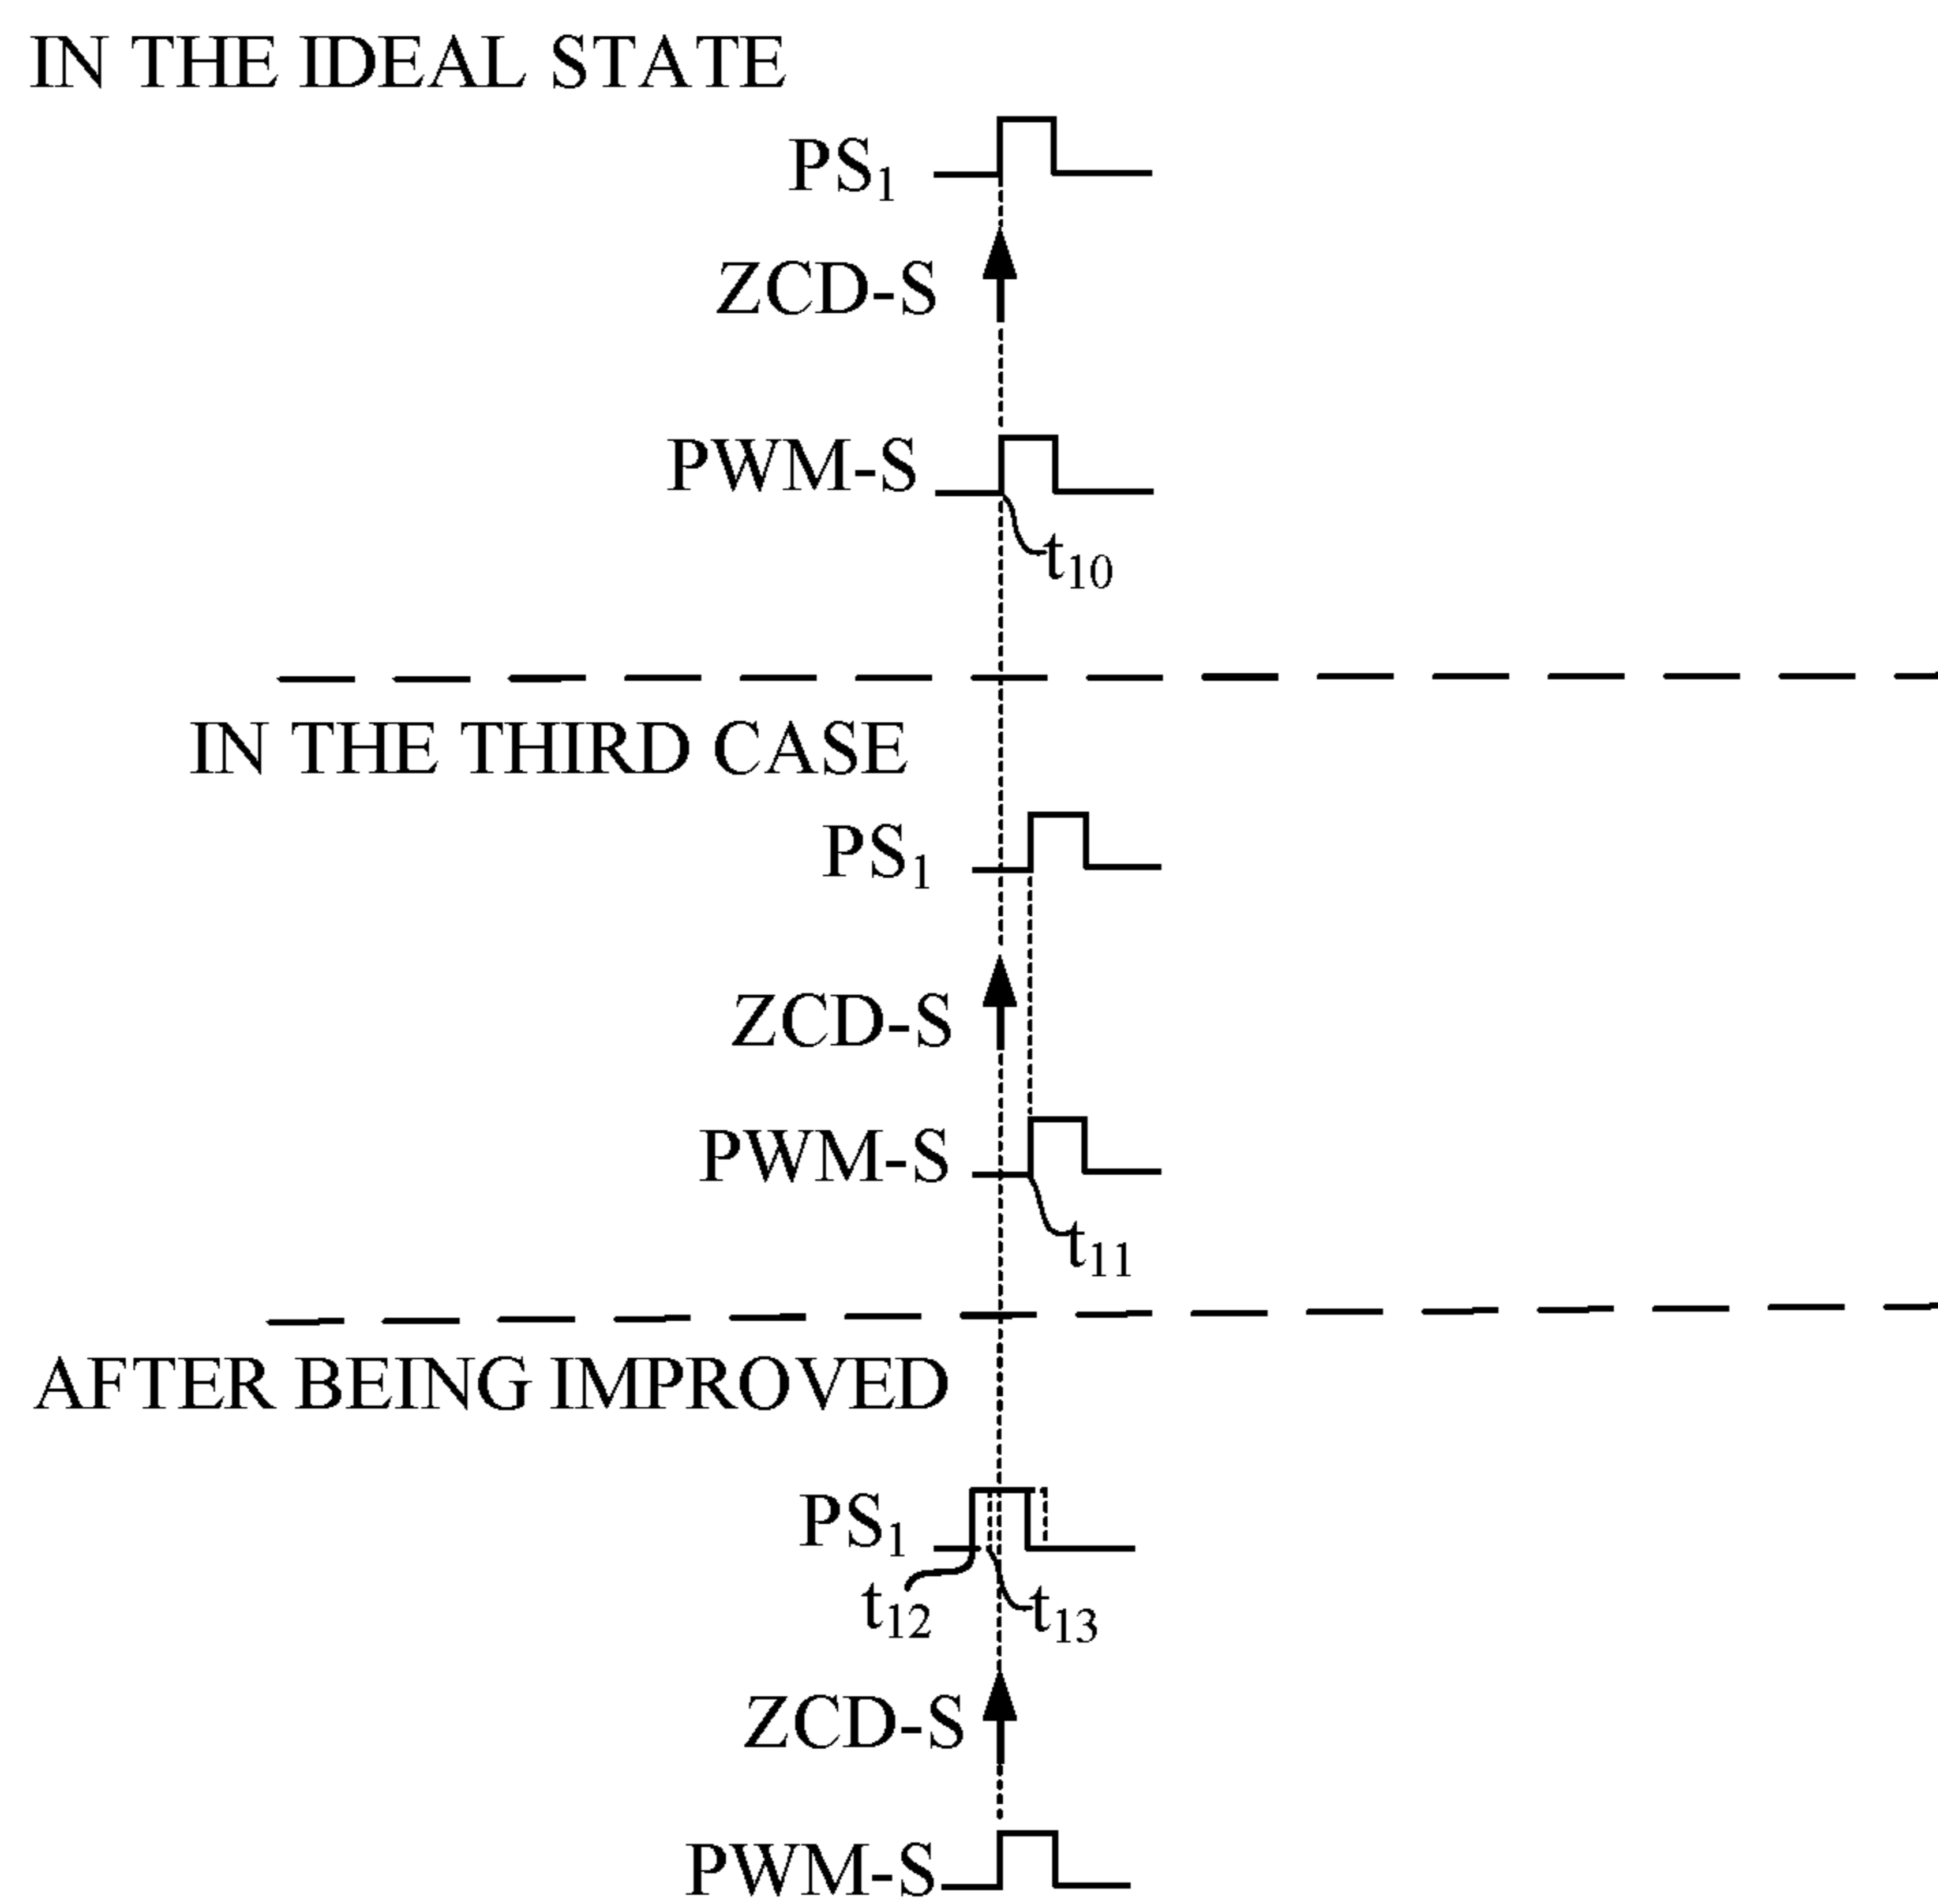 IN THE IDEAL STATE
PS₁
ZCD-S
PWM-S
t₁₀
IN THE THIRD CASE
PS₁
ZCD-S
PWM-S
t₁₁
AFTER BEING IMPROVED
PS₁
t₁₂ t₁₃
ZCD-S
PWM-S